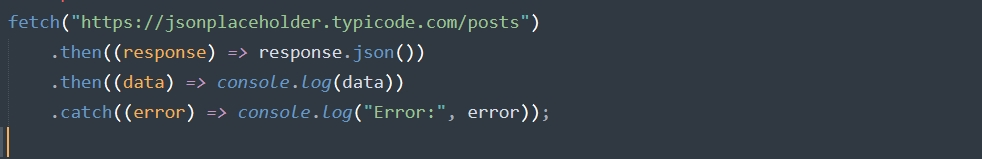 fetch("https://jsonplaceholder.typicode.com/posts")
    .then((response) => response.json())
    .then((data) => console.log(data))
    .catch((error) => console.log("Error:", error));